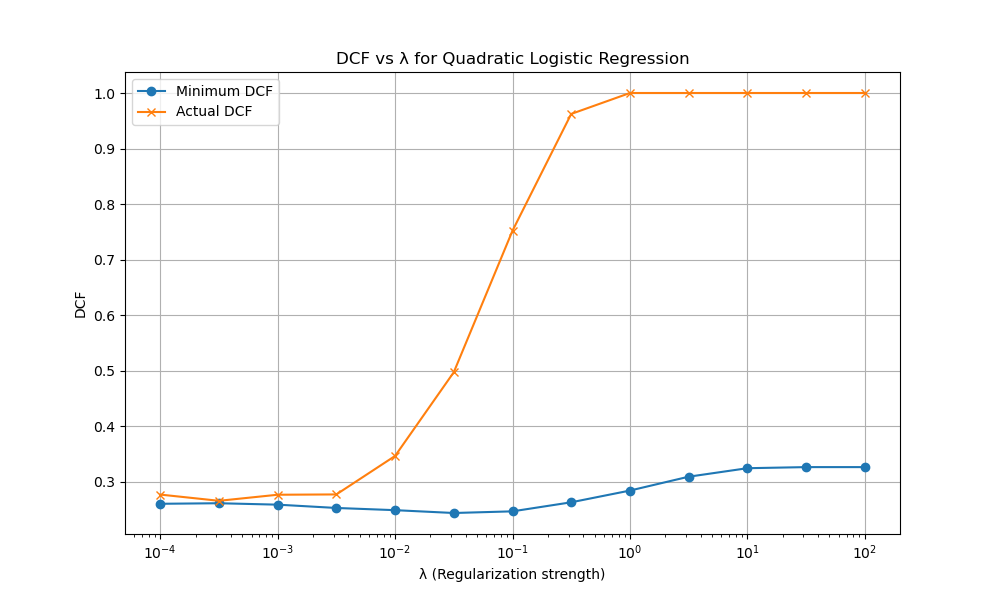 DCF vs λ for Quadratic Logistic Regression
Minimum DCF
Actual DCF
1.0
0.9
0.8
0.7
0.6
0.5
0.4
0.3
DCF
10⁻⁴ 10⁻³ 10⁻² 10⁻¹ 10⁰ 10¹ 10²
λ (Regularization strength)